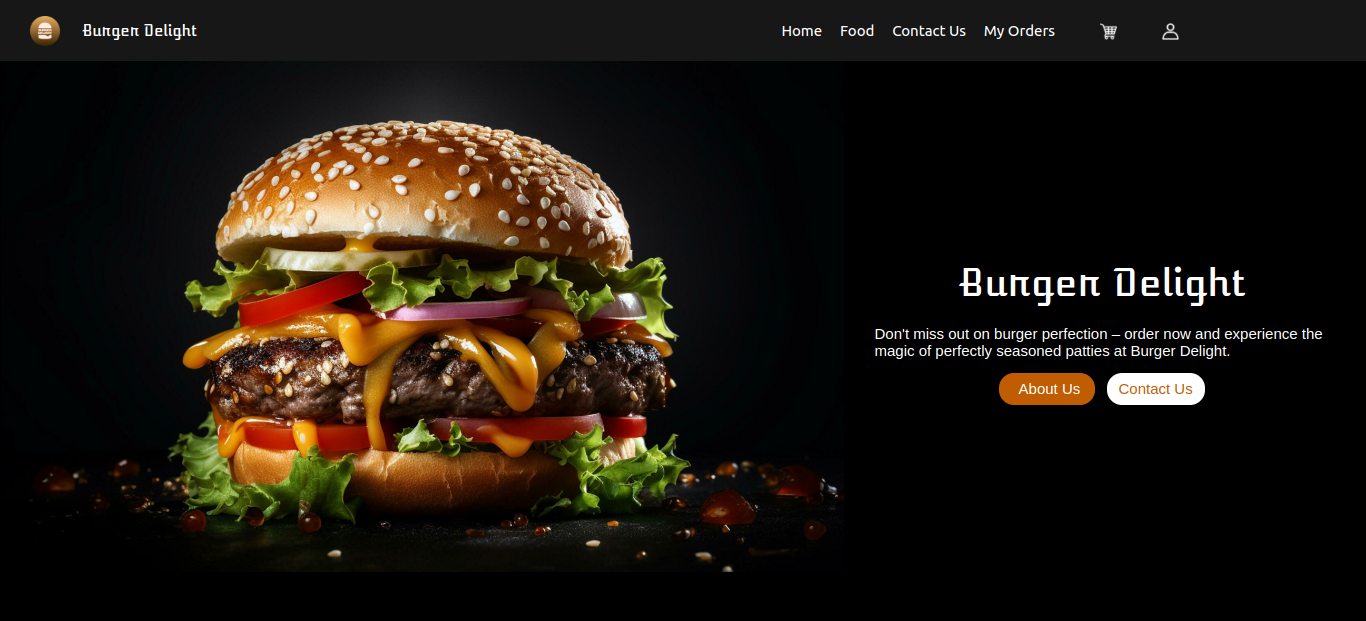 Burger Delight
Home Food Contact Us My Orders
Burger Delight
Don't miss out on burger perfection – order now and experience the
magic of perfectly seasoned patties at Burger Delight.
About Us Contact Us